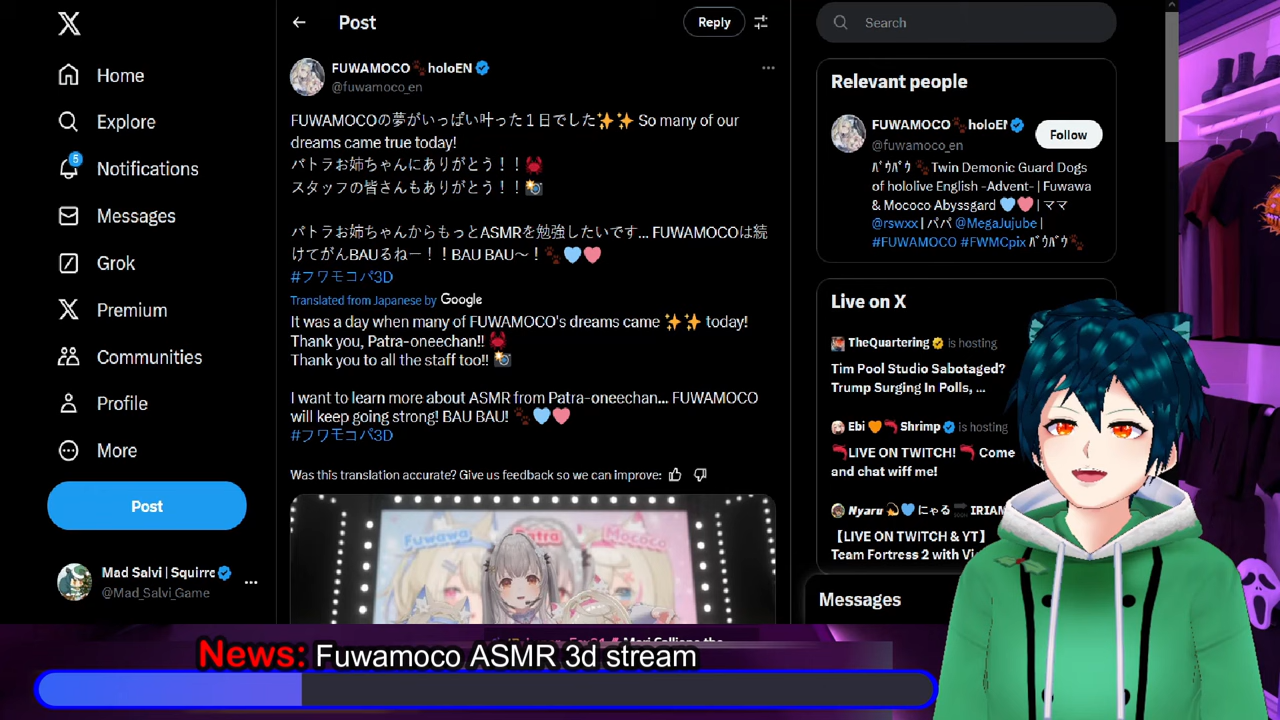 Home
Explore
5
Notifications
Messages
Grok
Premium
Communities
Profile
More
Post
Mad Salvi | Squirre
@Mad_Salvi_Game
Post
Reply
FUWAMOCO🐾holoEN
@fuwamoco_en
FUWAMOCOの夢がいっぱい叶った１日でした✨✨ So many of our
dreams came true today!
パトラお姉ちゃんにありがとう！！🦀
スタッフの皆さんもありがとう！！📸
パトラお姉ちゃんからもっとASMRを勉強したいです... FUWAMOCOは続
けてがんBAUるねー！！BAU BAU〜！🐾💙🩷
#フワモコパ3D
Translated from Japanese by Google
It was a day when many of FUWAMOCO's dreams came ✨✨ today!
Thank you, Patra-oneechan!! 🦀
Thank you to all the staff too!! 📸
I want to learn more about ASMR from Patra-oneechan... FUWAMOCO
will keep going strong! BAU BAU! 🐾💙🩷
#フワモコパ3D
Was this translation accurate? Give us feedback so we can improve:
Fuwawa
Patra
Mococo
Search
Relevant people
FUWAMOCO🐾holoEN
@fuwamoco_en
Follow
ﾊﾞｳﾊﾞｳ 🐾Twin Demonic Guard Dogs
of hololive English -Advent- | Fuwawa
& Mococo Abyssgard 💙🩷 | ママ
@rswxx | パパ @MegaJujube |
#FUWAMOCO #FWMCpix ﾊﾞｳﾊﾞｳ🐾
Live on X
TheQuartering is hosting
Tim Pool Studio Sabotaged?
Trump Surging In Polls, ...
Ebi 🧡🦐 Shrimp is hosting
🦐LIVE ON TWITCH! 🦐 Come
and chat wiff me!
Nyaru 💫💙にゃる IRIAM
【LIVE ON TWITCH & YT】
Team Fortress 2 with Vi
Messages
News: Fuwamoco ASMR 3d stream